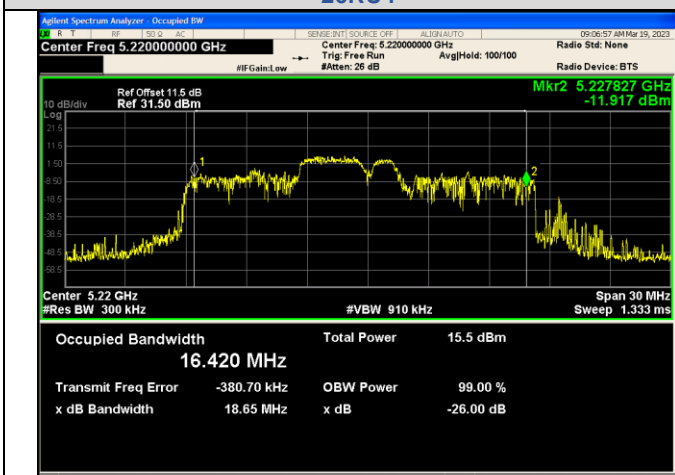 Agilent Spectrum Analyzer - Occupied BW
R T RF 50 Ω AC SENSE:INT SOURCE OFF ALIGNAUTO 09:06:57 AM Mar 19, 2023
Center Freq 5.220000000 GHz Center Freq: 5.220000000 GHz Radio Std: None
Trig: Free Run Avg|Hold: 100/100
#IFGain:Low #Atten: 26 dB Radio Device: BTS
Ref Offset 11.5 dB Mkr2 5.227827 GHz
10 dB/div Ref 31.50 dBm -11.917 dBm
Log
21.5
11.5
1.50
-8.50
-18.5
-28.5
-38.5
-48.5
-58.5
1
2
Center 5.22 GHz Span 30 MHz
#Res BW 300 kHz #VBW 910 kHz Sweep 1.333 ms
Occupied Bandwidth Total Power 15.5 dBm
16.420 MHz
Transmit Freq Error -380.70 kHz OBW Power 99.00 %
x dB Bandwidth 18.65 MHz x dB -26.00 dB